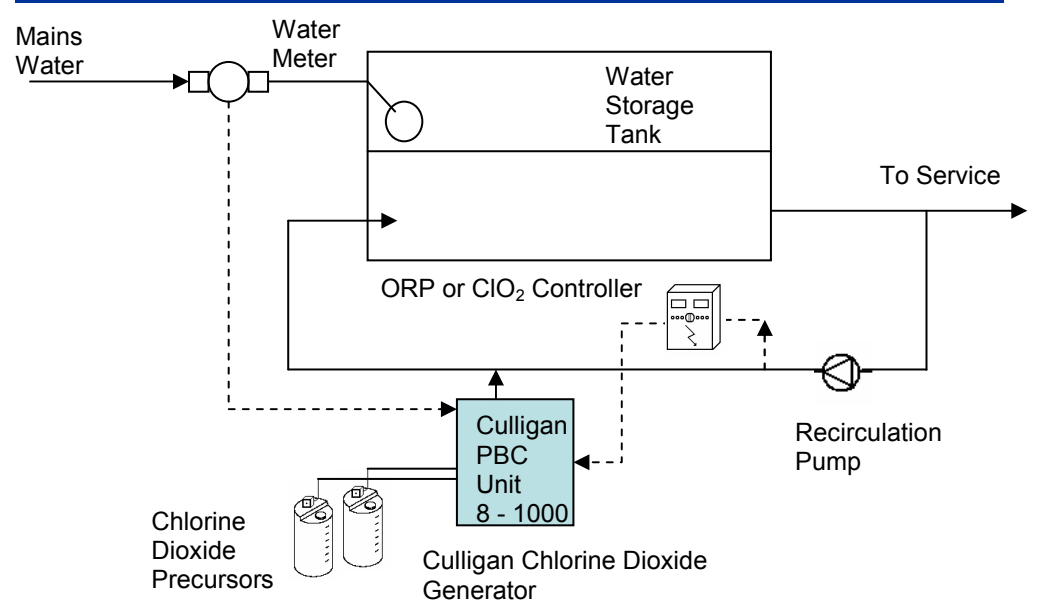 Mains
Water
Water
Meter
Water
Storage
Tank
To Service
ORP or ClO₂ Controller
Recirculation
Pump
Culligan
PBC
Unit
8 - 1000
Chlorine
Dioxide
Precursors
Culligan Chlorine Dioxide
Generator